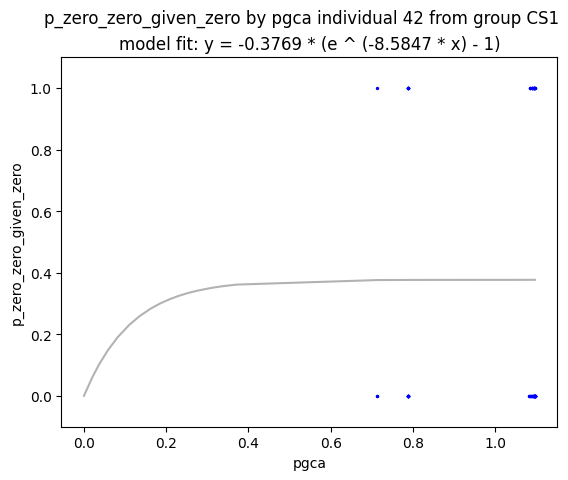 p_zero_zero_given_zero by pgca individual 42 from group CS1
model fit: y = -0.3769 * (e ^ (-8.5847 * x) - 1)
1.0
0.8
0.6
0.4
0.2
0.0
p_zero_zero_given_zero
0.0 0.2 0.4 0.6 0.8 1.0
pgca